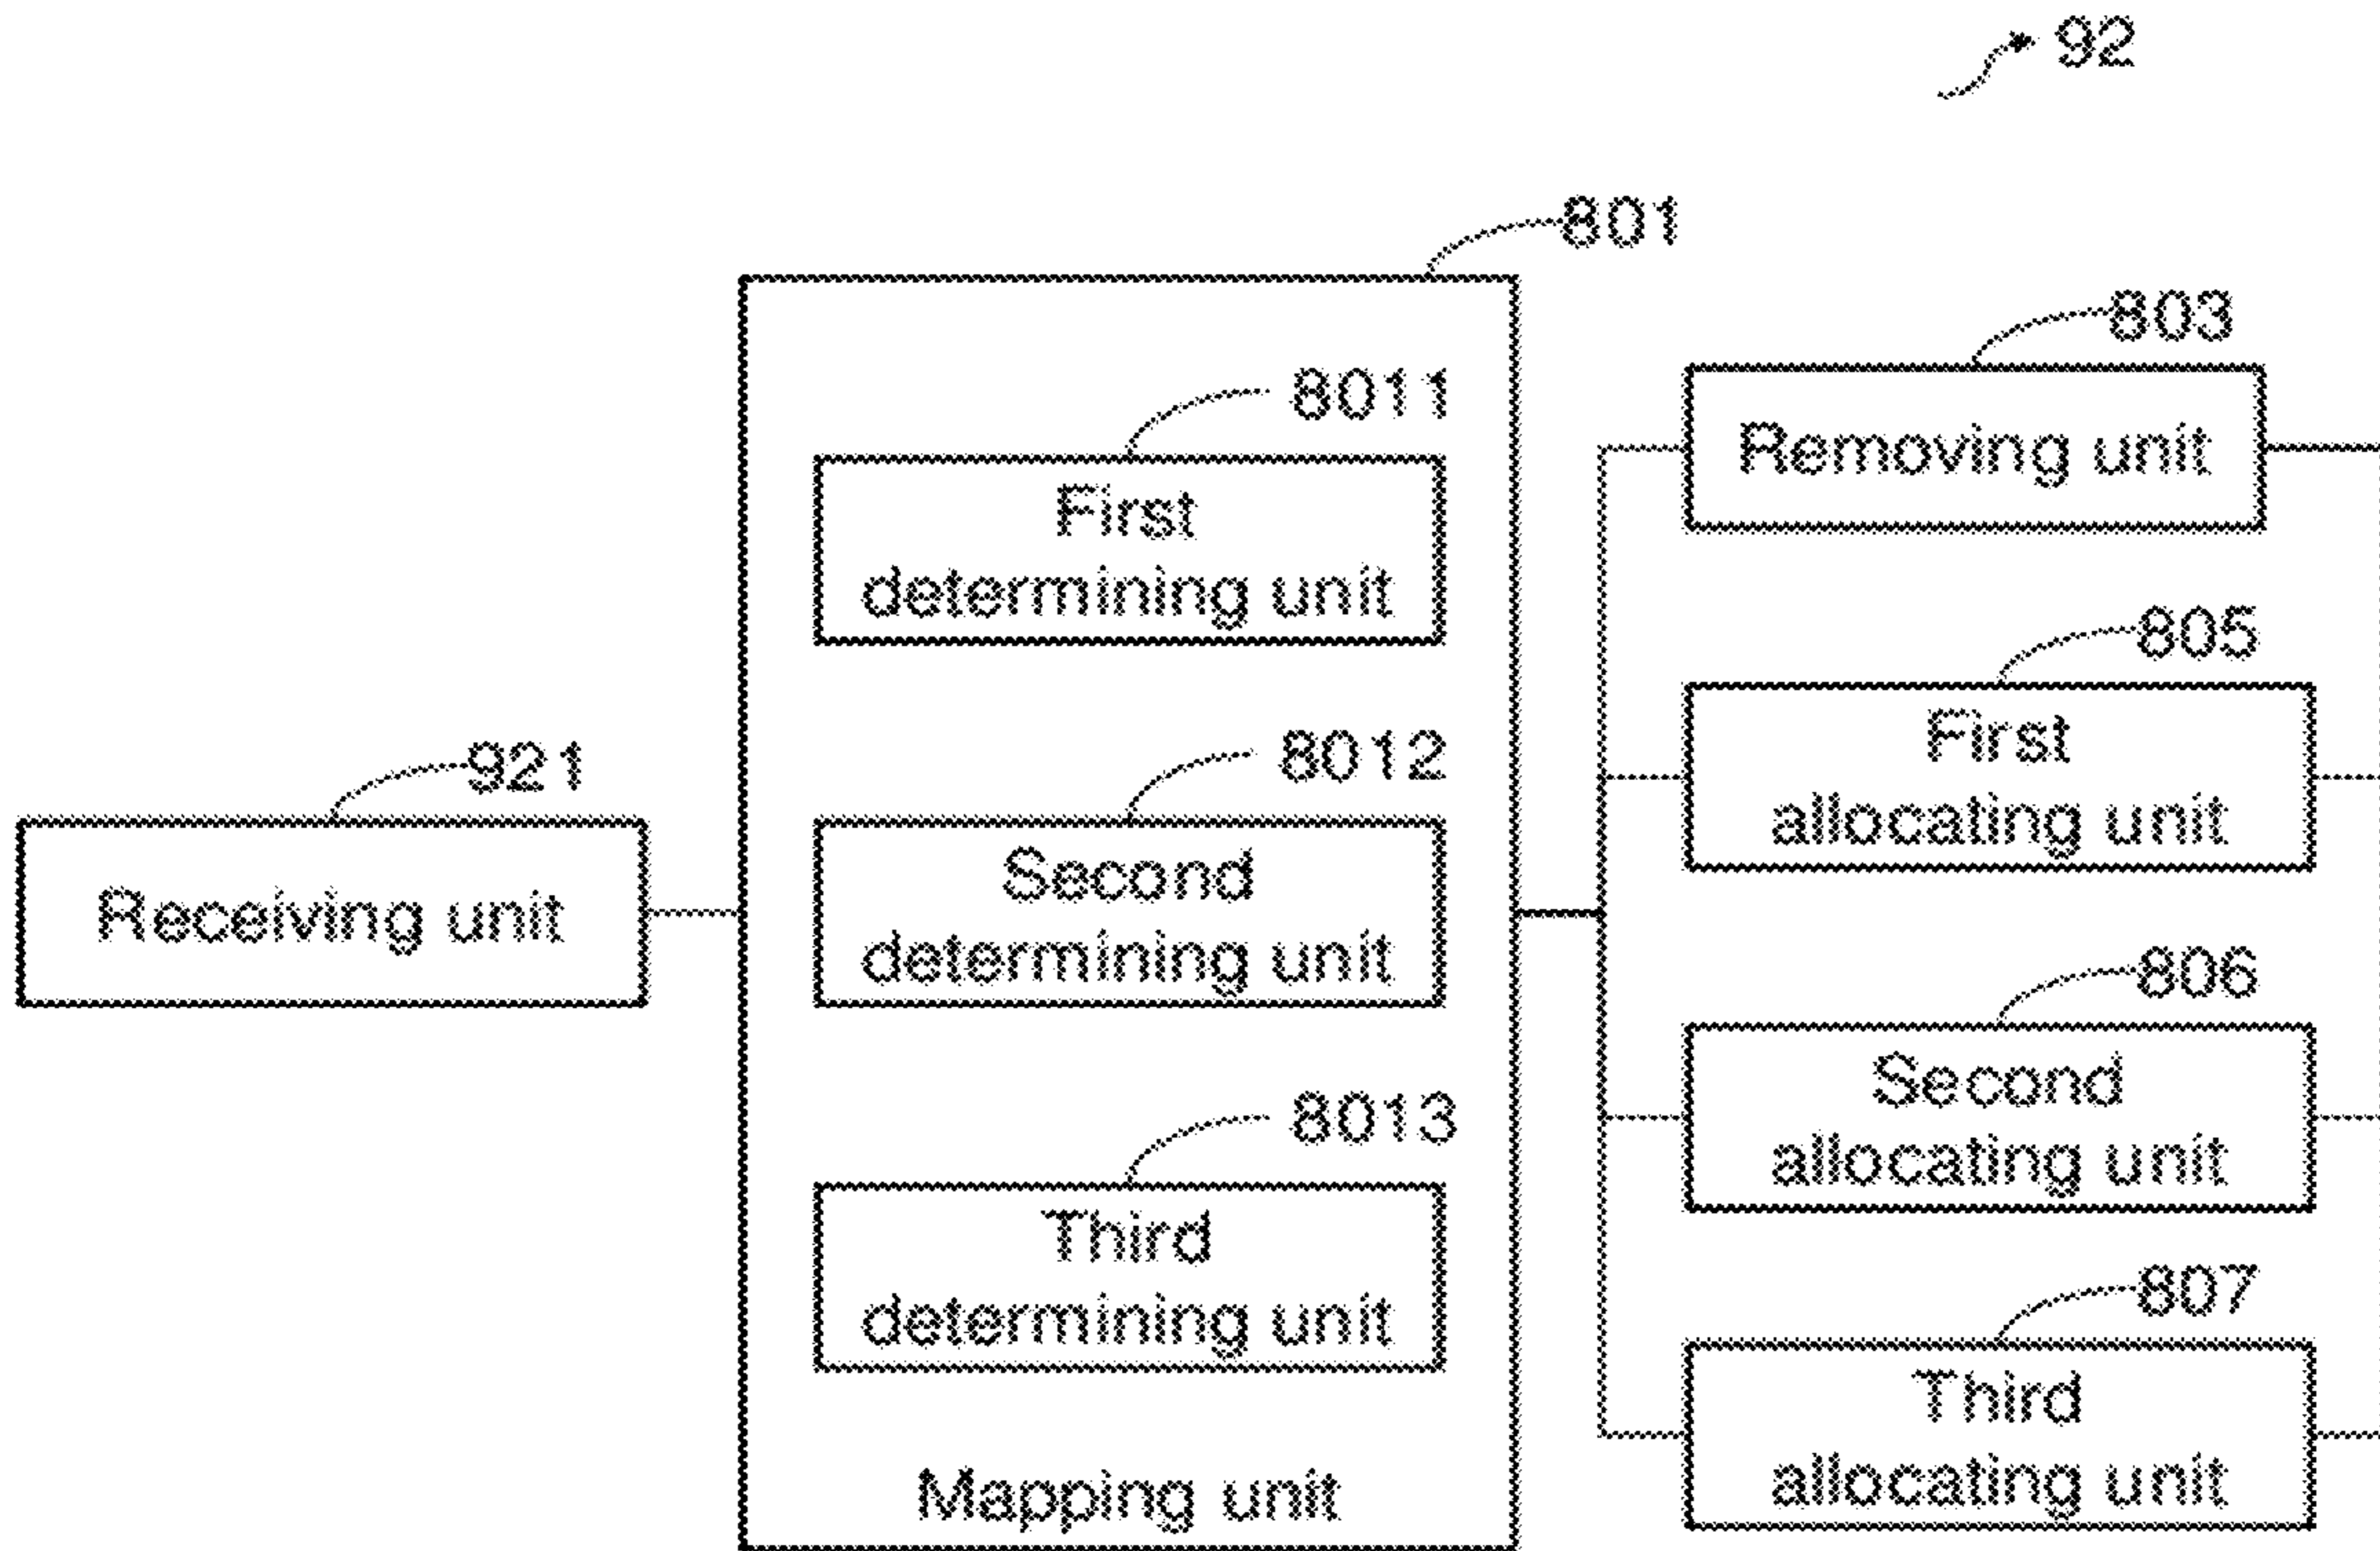 92
801
803
8011
Removing unit
First
determining unit
805
First
allocating unit
921
8012
Receiving unit
Second
determining unit
806
Second
allocating unit
8013
Third
determining unit
807
Third
allocating unit
Mapping unit